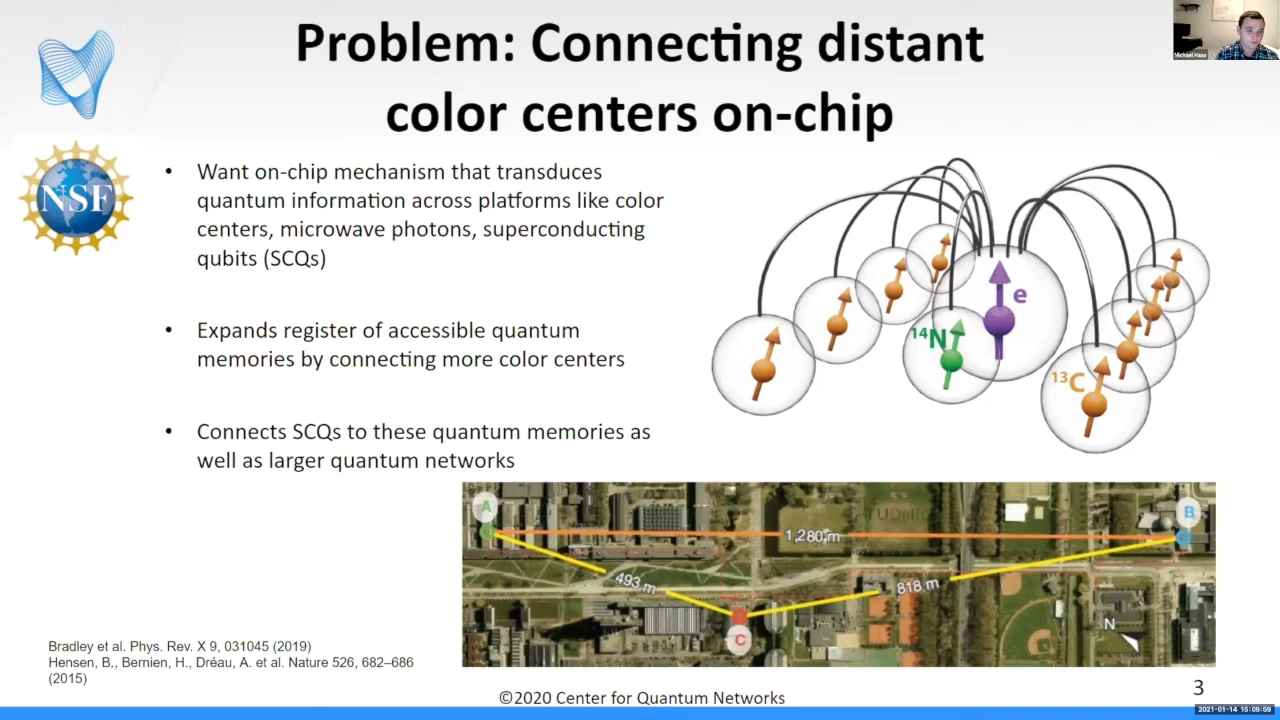 Problem: Connecting distant
color centers on-chip
Michael Haas
NSF
• Want on-chip mechanism that transduces
quantum information across platforms like color
centers, microwave photons, superconducting
qubits (SCQs)
• Expands register of accessible quantum
memories by connecting more color centers
• Connects SCQs to these quantum memories as
well as larger quantum networks
e
14N
13C
A
B
TUDelft
1,280 m
493 m
818 m
C
N
Bradley et al. Phys. Rev. X 9, 031045 (2019)
Hensen, B., Bernien, H., Dréau, A. et al. Nature 526, 682–686
(2015)
©2020 Center for Quantum Networks
3
2021-01-14 15:09:59